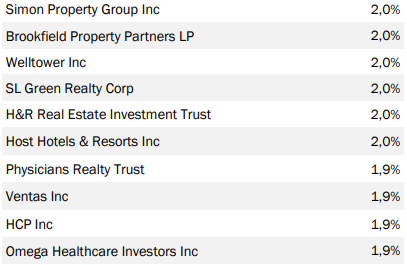 Simon Property Group Inc 2,0%
Brookfield Property Partners LP 2,0%
Welltower Inc 2,0%
SL Green Realty Corp 2,0%
H&R Real Estate Investment Trust 2,0%
Host Hotels & Resorts Inc 2,0%
Physicians Realty Trust 1,9%
Ventas Inc 1,9%
HCP Inc 1,9%
Omega Healthcare Investors Inc 1,9%